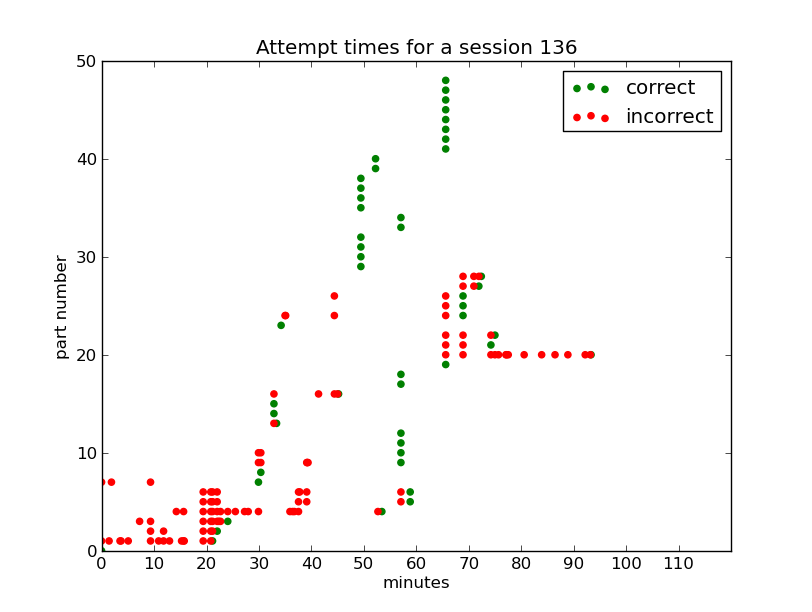 Attempt times for a session 136
correct
incorrect
50
40
30
20
10
0
part number
0 10 20 30 40 50 60 70 80 90 100 110
minutes